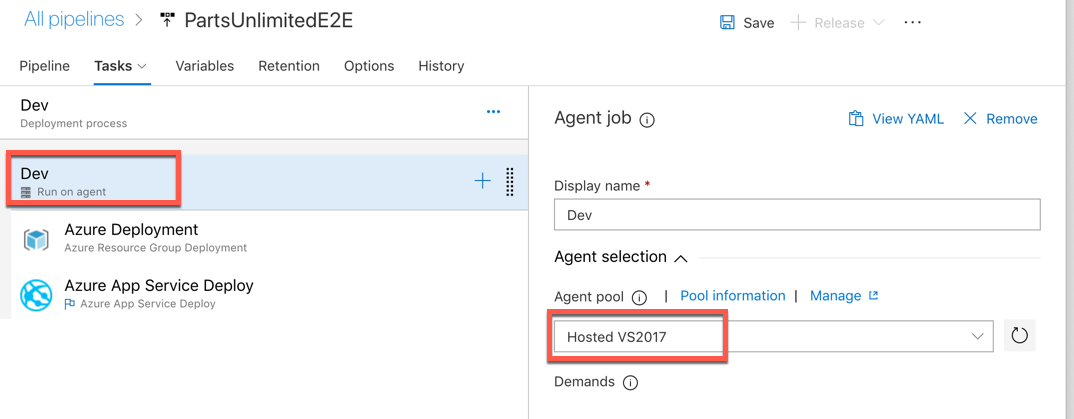 All pipelines > PartsUnlimitedE2E
Save
Release
Pipeline Tasks Variables Retention Options History
Dev
Deployment process
Dev
Run on agent
Azure Deployment
Azure Resource Group Deployment
Azure App Service Deploy
Azure App Service Deploy
Agent job
View YAML
Remove
Display name *
Dev
Agent selection
Agent pool | Pool information | Manage
Hosted VS2017
Demands